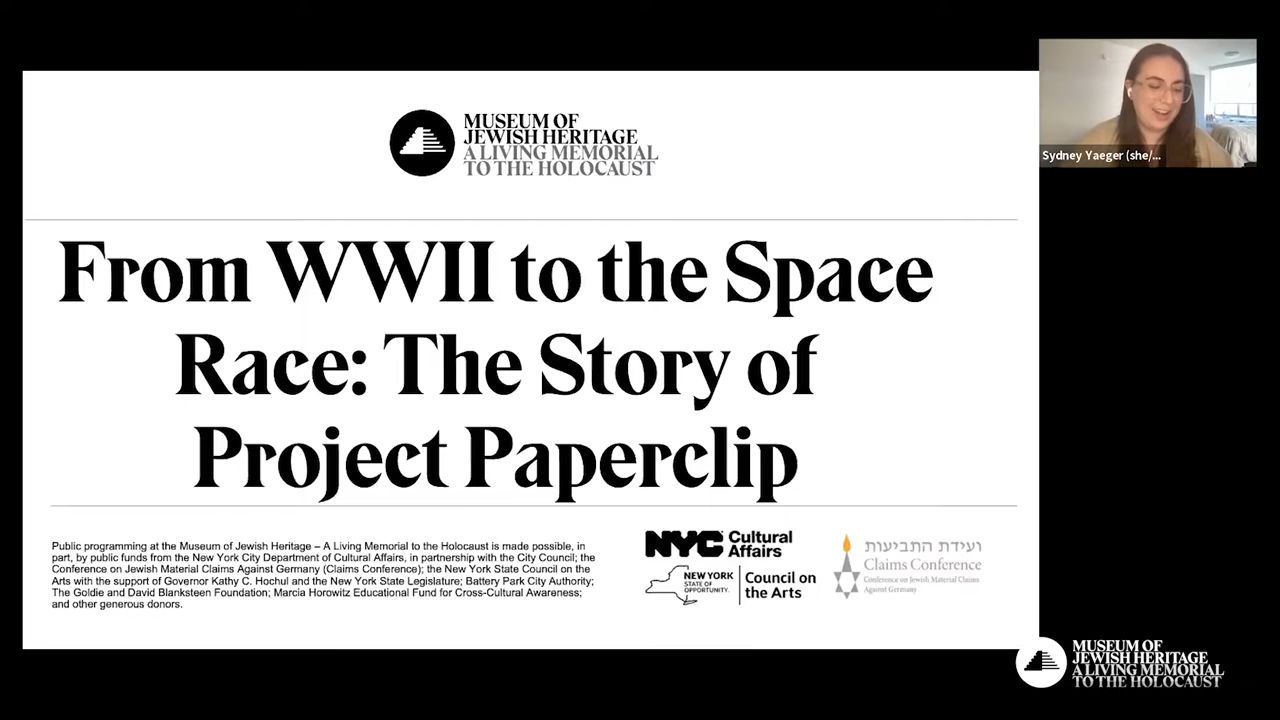 MUSEUM OF
JEWISH HERITAGE
A LIVING MEMORIAL
TO THE HOLOCAUST
Sydney Yaeger (she/...
From WWII to the Space
Race: The Story of
Project Paperclip
Public programming at the Museum of Jewish Heritage – A Living Memorial to the Holocaust is made possible, in
part, by public funds from the New York City Department of Cultural Affairs, in partnership with the City Council; the
Conference on Jewish Material Claims Against Germany (Claims Conference); the New York State Council on the
Arts with the support of Governor Kathy C. Hochul and the New York State Legislature; Battery Park City Authority;
The Goldie and David Blanksteen Foundation; Marcia Horowitz Educational Fund for Cross-Cultural Awareness;
and other generous donors.
NYC Cultural
Affairs
NEW YORK
STATE OF
OPPORTUNITY.
Council on
the Arts
ועידת התביעות
Claims Conference
Conference on Jewish Material Claims
Against Germany
MUSEUM OF
JEWISH HERITAGE
A LIVING MEMORIAL
TO THE HOLOCAUST